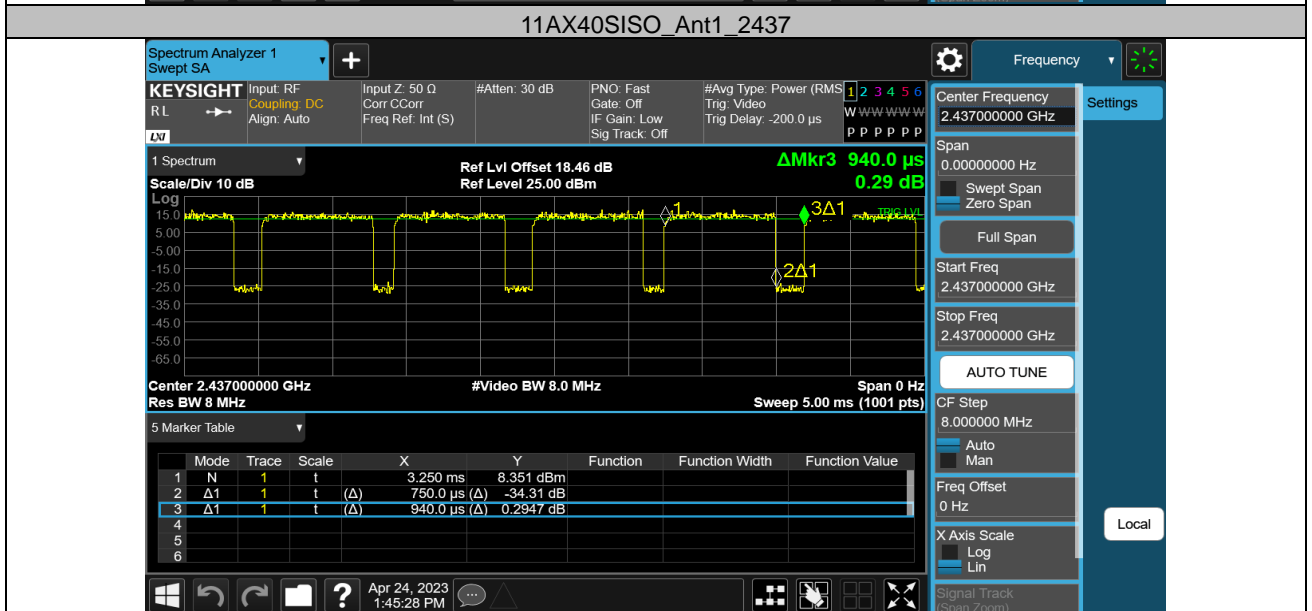 11AX40SISO_Ant1_2437
Spectrum Analyzer 1
Swept SA
+
Frequency
KEYSIGHT
RL
LXI
Input: RF
Coupling: DC
Align: Auto
Input Z: 50 Ω
Corr CCorr
Freq Ref: Int (S)
#Atten: 30 dB
PNO: Fast
Gate: Off
IF Gain: Low
Sig Track: Off
#Avg Type: Power (RMS
Trig: Video
Trig Delay: -200.0 µs
1 2 3 4 5 6
W W W W W W
P P P P P P
Center Frequency
2.437000000 GHz
Settings
1 Spectrum
Scale/Div 10 dB
Ref Lvl Offset 18.46 dB
Ref Level 25.00 dBm
ΔMkr3 940.0 µs
0.29 dB
Log
15.0
5.00
-5.00
-15.0
-25.0
-35.0
-45.0
-55.0
-65.0
1
3Δ1
TRIG LVL
2Δ1
Center 2.437000000 GHz
#Video BW 8.0 MHz
Span 0 Hz
Res BW 8 MHz
Sweep 5.00 ms (1001 pts)
Span
0.00000000 Hz
Swept Span
Zero Span
Full Span
Start Freq
2.437000000 GHz
Stop Freq
2.437000000 GHz
AUTO TUNE
CF Step
8.000000 MHz
Auto
Man
Freq Offset
0 Hz
X Axis Scale
Log
Lin
Signal Track
(Span Zoom)
Local
5 Marker Table
Mode Trace Scale X Y Function Function Width Function Value
1 N 1 t 3.250 ms 8.351 dBm
2 Δ1 1 t (Δ) 750.0 µs (Δ) -34.31 dB
3 Δ1 1 t (Δ) 940.0 µs (Δ) 0.2947 dB
4
5
6
?
Apr 24, 2023
1:45:28 PM